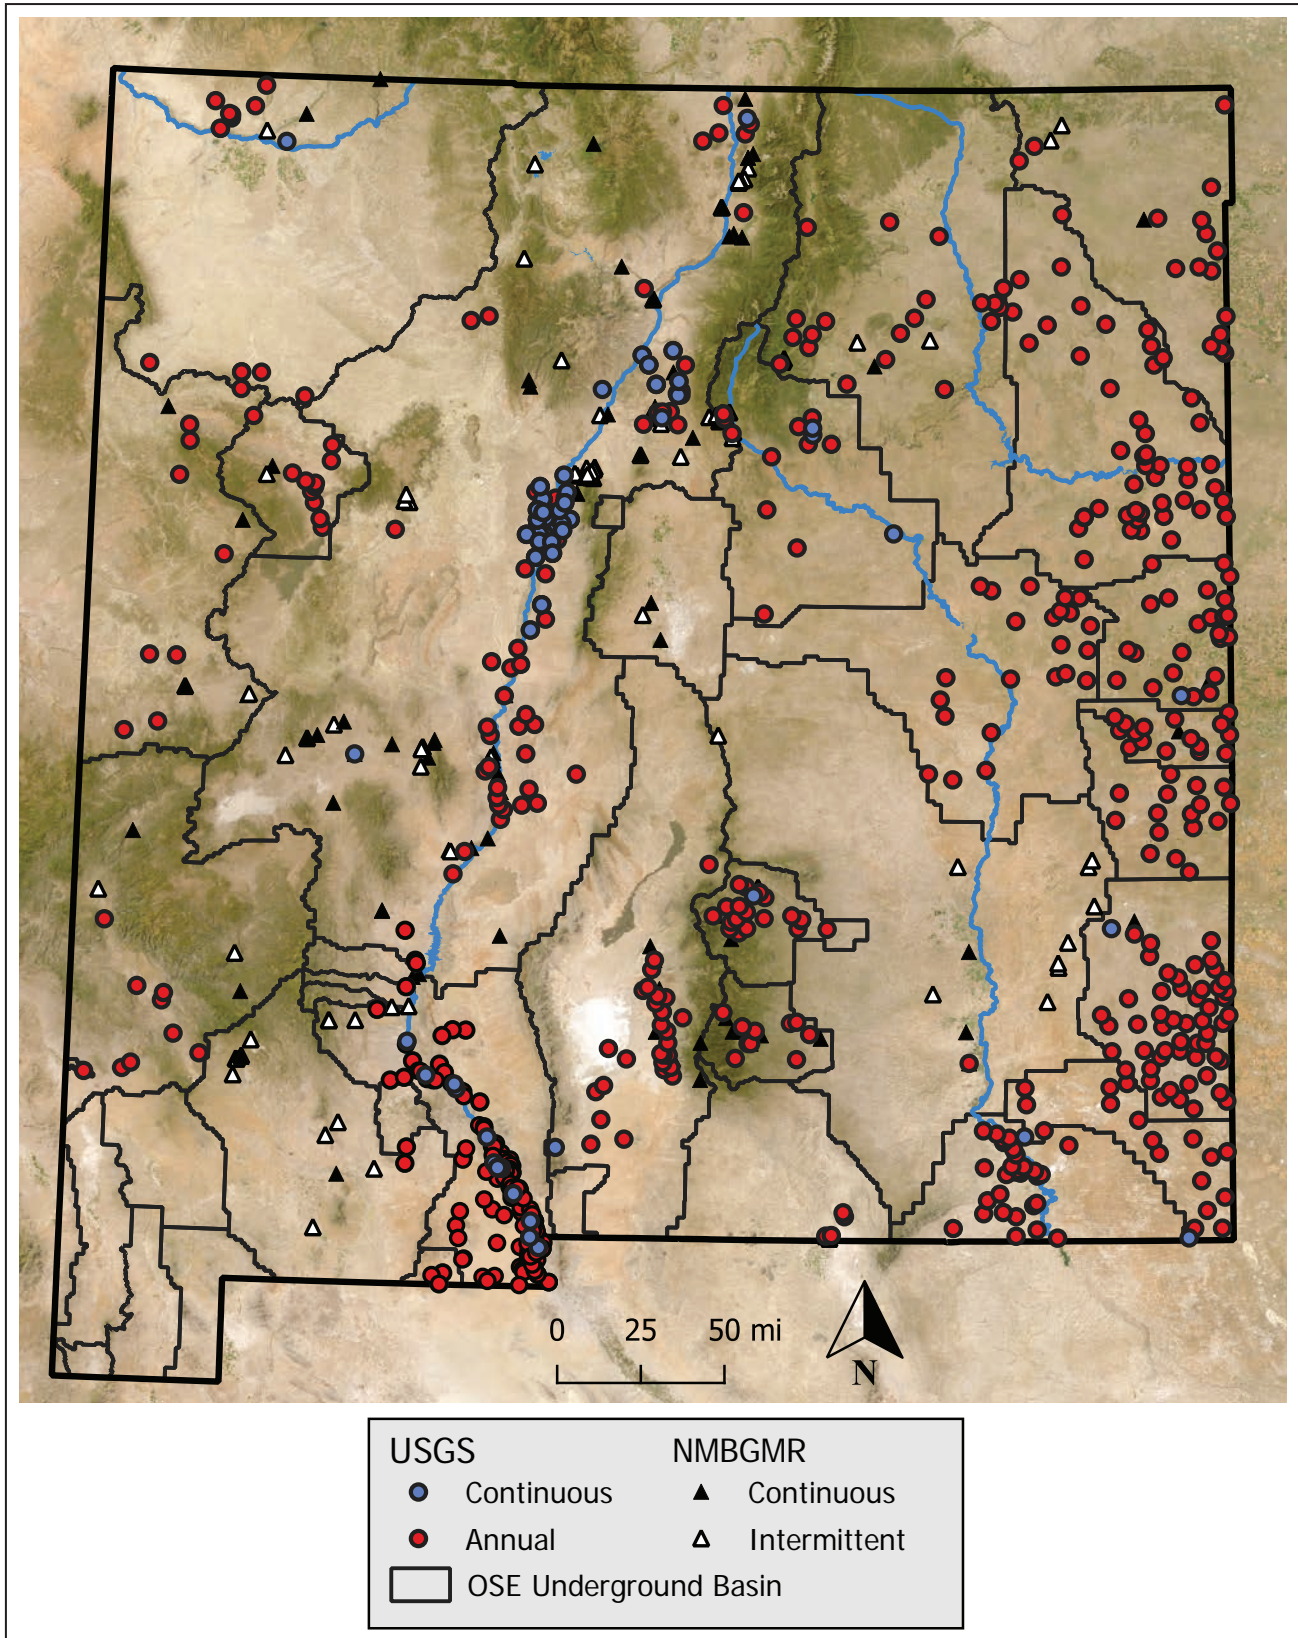 0 25 50 mi
N
USGS NMBGMR
Continuous Continuous
Annual Intermittent
OSE Underground Basin